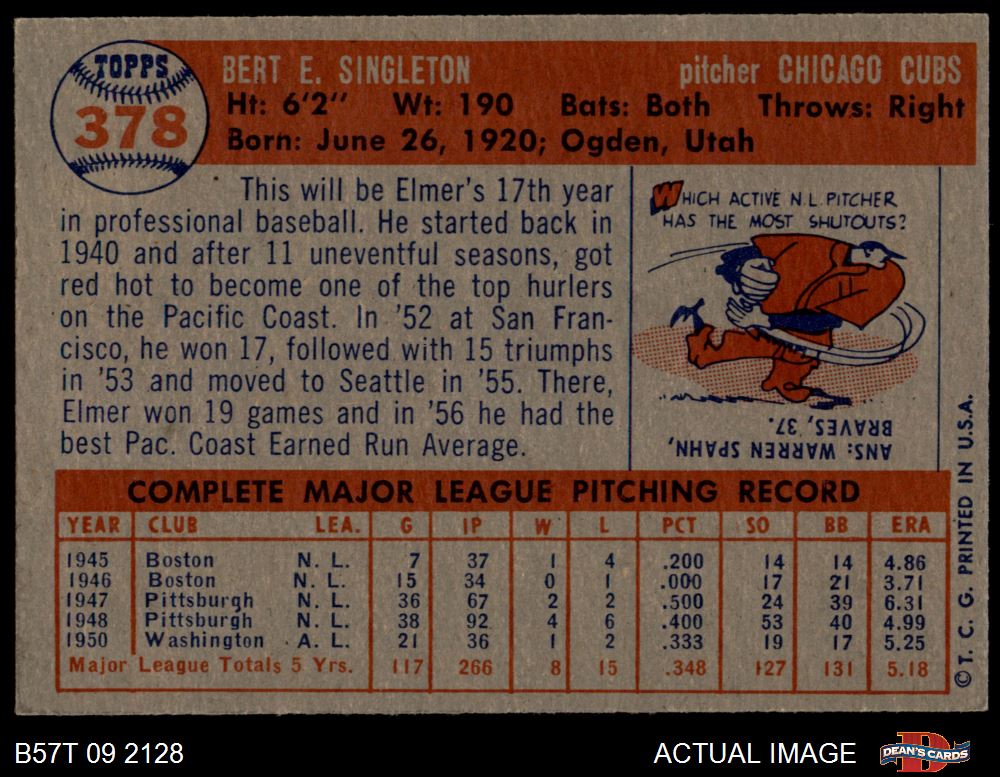 TOPPS
378
BERT E. SINGLETON pitcher CHICAGO CUBS
Ht: 6'2" Wt: 190 Bats: Both Throws: Right
Born: June 26, 1920; Ogden, Utah
This will be Elmer's 17th year
in professional baseball. He started back in
1940 and after 11 uneventful seasons, got
red hot to become one of the top hurlers
on the Pacific Coast. In '52 at San Fran-
cisco, he won 17, followed with 15 triumphs
in '53 and moved to Seattle in '55. There,
Elmer won 19 games and in '56 he had the
best Pac. Coast Earned Run Average.
WHICH ACTIVE N.L. PITCHER
HAS THE MOST SHUTOUTS?
ANS: WARREN SPAHN,
BRAVES, 37.
COMPLETE MAJOR LEAGUE PITCHING RECORD
YEAR CLUB LEA. G IP W L PCT SO BB ERA
1945 Boston N. L. 7 37 1 4 .200 14 14 4.86
1946 Boston N. L. 15 34 0 1 .000 17 21 3.71
1947 Pittsburgh N. L. 36 67 2 2 .500 24 39 6.31
1948 Pittsburgh N. L. 38 92 4 6 .400 53 40 4.99
1950 Washington A. L. 21 36 1 2 .333 19 17 5.25
Major League Totals 5 Yrs. 117 266 8 15 .348 127 131 5.18
© T. C. G. PRINTED IN U.S.A.
B57T 09 2128 ACTUAL IMAGE DEAN'S CARDS